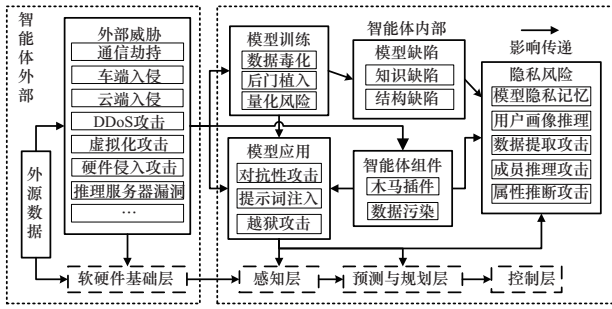 智能体外部
外部威胁
通信劫持
车端入侵
云端入侵
DDoS攻击
虚拟化攻击
硬件侵入攻击
推理服务器漏洞
…
外源数据
软硬件基础层
智能体内部
影响传递
模型训练
数据毒化
后门植入
量化风险
模型缺陷
知识缺陷
结构缺陷
隐私风险
模型隐私记忆
用户画像推理
数据提取攻击
成员推理攻击
属性推断攻击
模型应用
对抗性攻击
提示词注入
越狱攻击
智能体组件
木马插件
数据污染
感知层
预测与规划层
控制层